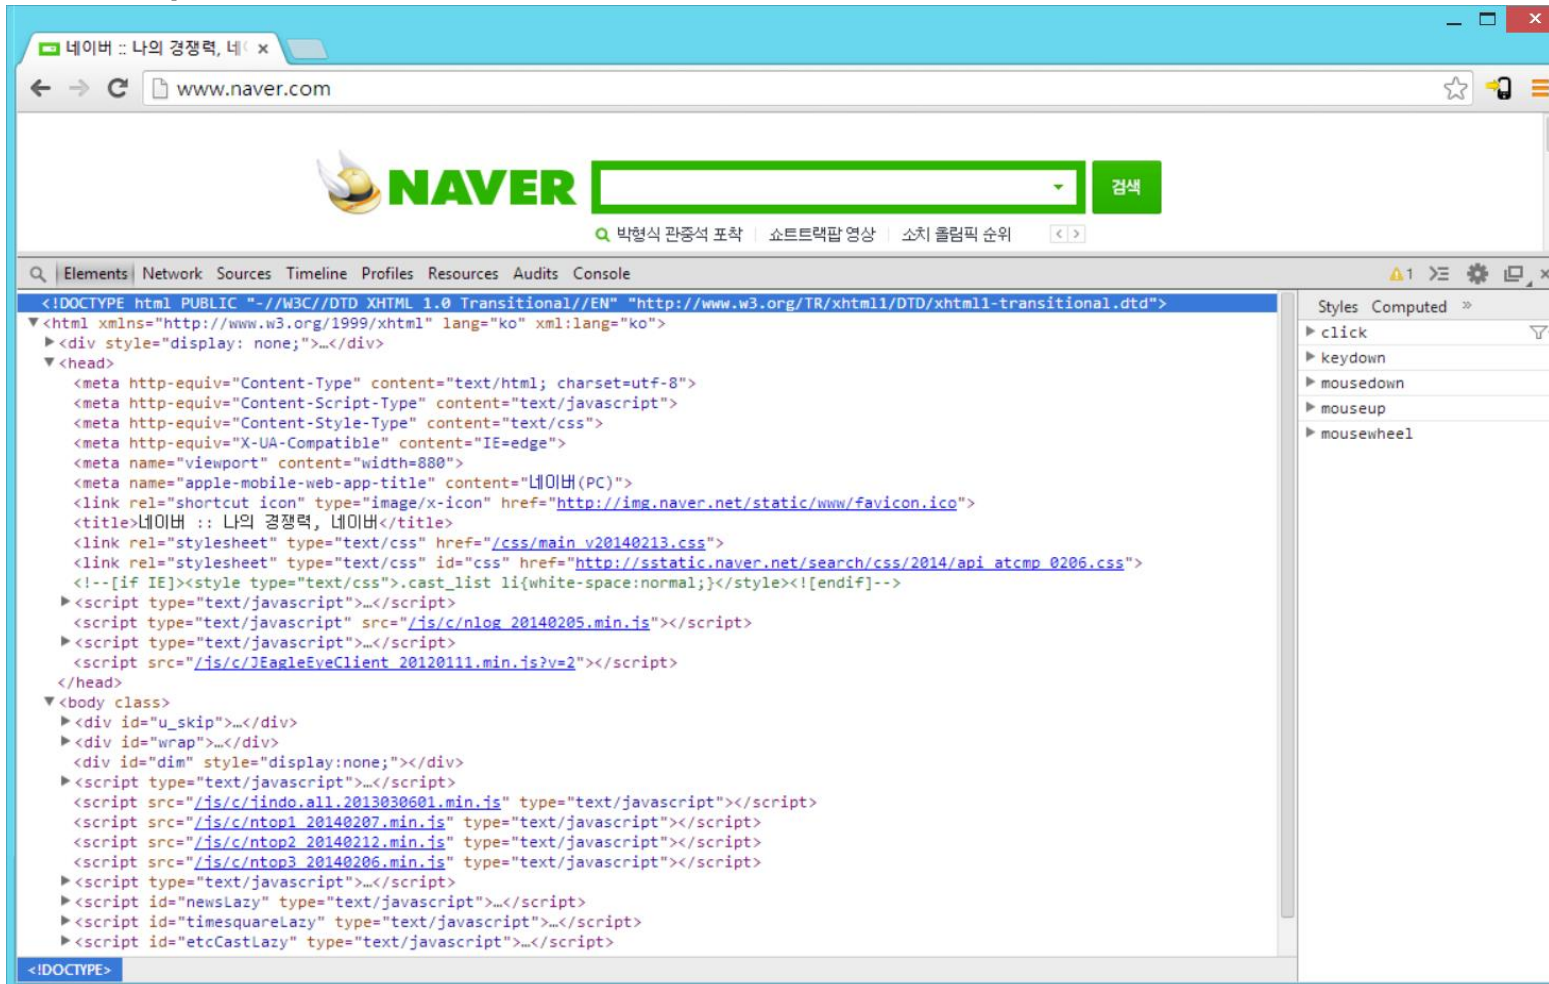 네이버 :: 나의 경쟁력, 네이
www.naver.com
NAVER
검색
박형식 관중석 포착 쇼트트랙팝 영상 소치 올림픽 순위
Elements Network Sources Timeline Profiles Resources Audits Console
1
<!DOCTYPE html PUBLIC "-//W3C//DTD XHTML 1.0 Transitional//EN" "http://www.w3.org/TR/xhtml1/DTD/xhtml1-transitional.dtd">
<html xmlns="http://www.w3.org/1999/xhtml" lang="ko" xml:lang="ko">
<div style="display: none;">…</div>
<head>
<meta http-equiv="Content-Type" content="text/html; charset=utf-8">
<meta http-equiv="Content-Script-Type" content="text/javascript">
<meta http-equiv="Content-Style-Type" content="text/css">
<meta http-equiv="X-UA-Compatible" content="IE=edge">
<meta name="viewport" content="width=880">
<meta name="apple-mobile-web-app-title" content="네이버(PC)">
<link rel="shortcut icon" type="image/x-icon" href="http://img.naver.net/static/www/favicon.ico">
<title>네이버 :: 나의 경쟁력, 네이버</title>
<link rel="stylesheet" type="text/css" href="/css/main_v20140213.css">
<link rel="stylesheet" type="text/css" id="css" href="http://sstatic.naver.net/search/css/2014/api_atcmp_0206.css">
<!--[if IE]><style type="text/css">.cast_list li{white-space:normal;}</style><![endif]-->
<script type="text/javascript">…</script>
<script type="text/javascript" src="/js/c/nlog_20140205.min.js"></script>
<script type="text/javascript">…</script>
<script src="/js/c/JEagleEyeClient_20120111.min.js?v=2"></script>
</head>
<body class>
<div id="u_skip">…</div>
<div id="wrap">…</div>
<div id="dim" style="display:none;"></div>
<script type="text/javascript">…</script>
<script src="/js/c/jindo.all.2013030601.min.js" type="text/javascript"></script>
<script src="/js/c/ntop1_20140207.min.js" type="text/javascript"></script>
<script src="/js/c/ntop2_20140212.min.js" type="text/javascript"></script>
<script src="/js/c/ntop3_20140206.min.js" type="text/javascript"></script>
<script type="text/javascript">…</script>
<script id="newsLazy" type="text/javascript">…</script>
<script id="timesquareLazy" type="text/javascript">…</script>
<script id="etcCastLazy" type="text/javascript">…</script>
<!DOCTYPE>
Styles Computed »
click
keydown
mousedown
mouseup
mousewheel